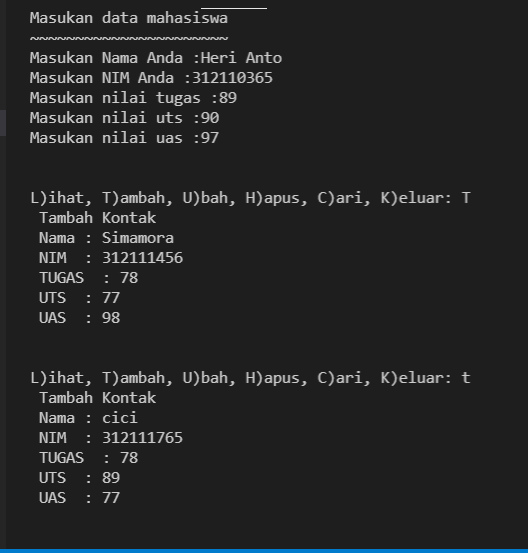 Masukan data mahasiswa
~~~~~~~~~~~~~~~~~~~~~~
Masukan Nama Anda :Heri Anto
Masukan NIM Anda :312110365
Masukan nilai tugas :89
Masukan nilai uts :90
Masukan nilai uas :97
L)ihat, T)ambah, U)bah, H)apus, C)ari, K)eluar: T
Tambah Kontak
Nama : Simamora
NIM  : 312111456
TUGAS  : 78
UTS  : 77
UAS  : 98
L)ihat, T)ambah, U)bah, H)apus, C)ari, K)eluar: t
Tambah Kontak
Nama : cici
NIM  : 312111765
TUGAS  : 78
UTS  : 89
UAS  : 77